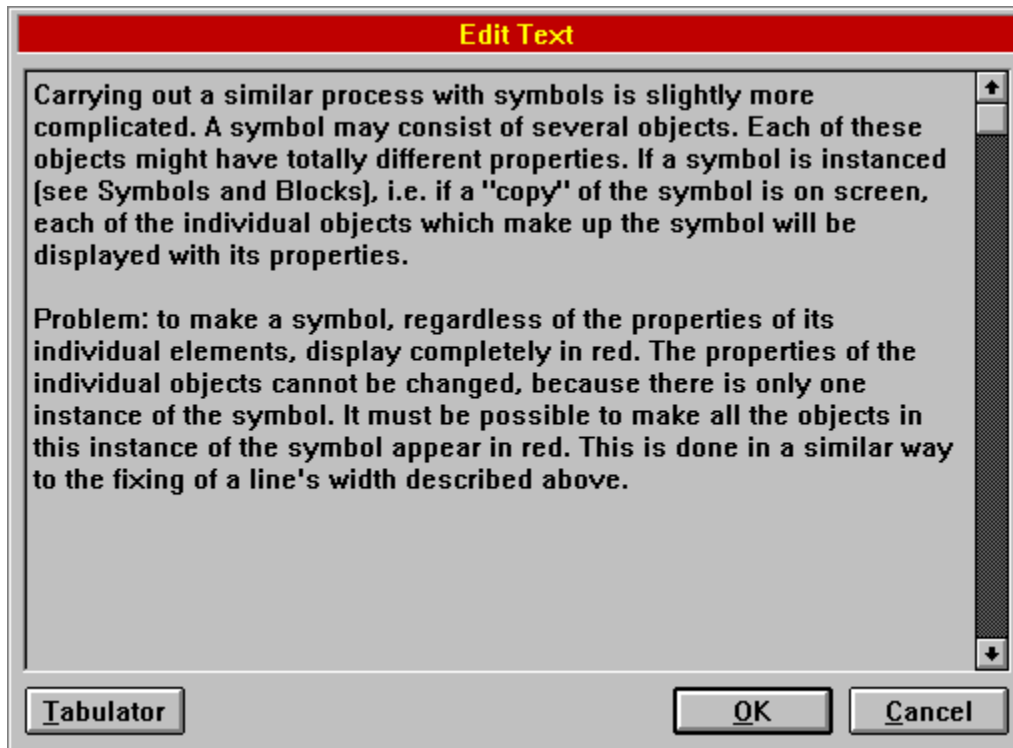 Edit Text
Carrying out a similar process with symbols is slightly more
complicated. A symbol may consist of several objects. Each of these
objects might have totally different properties. If a symbol is instanced
(see Symbols and Blocks), i.e. if a "copy" of the symbol is on screen,
each of the individual objects which make up the symbol will be
displayed with its properties.
Problem: to make a symbol, regardless of the properties of its
individual elements, display completely in red. The properties of the
individual objects cannot be changed, because there is only one
instance of the symbol. It must be possible to make all the objects in
this instance of the symbol appear in red. This is done in a similar way
to the fixing of a line's width described above.
Tabulator
OK
Cancel